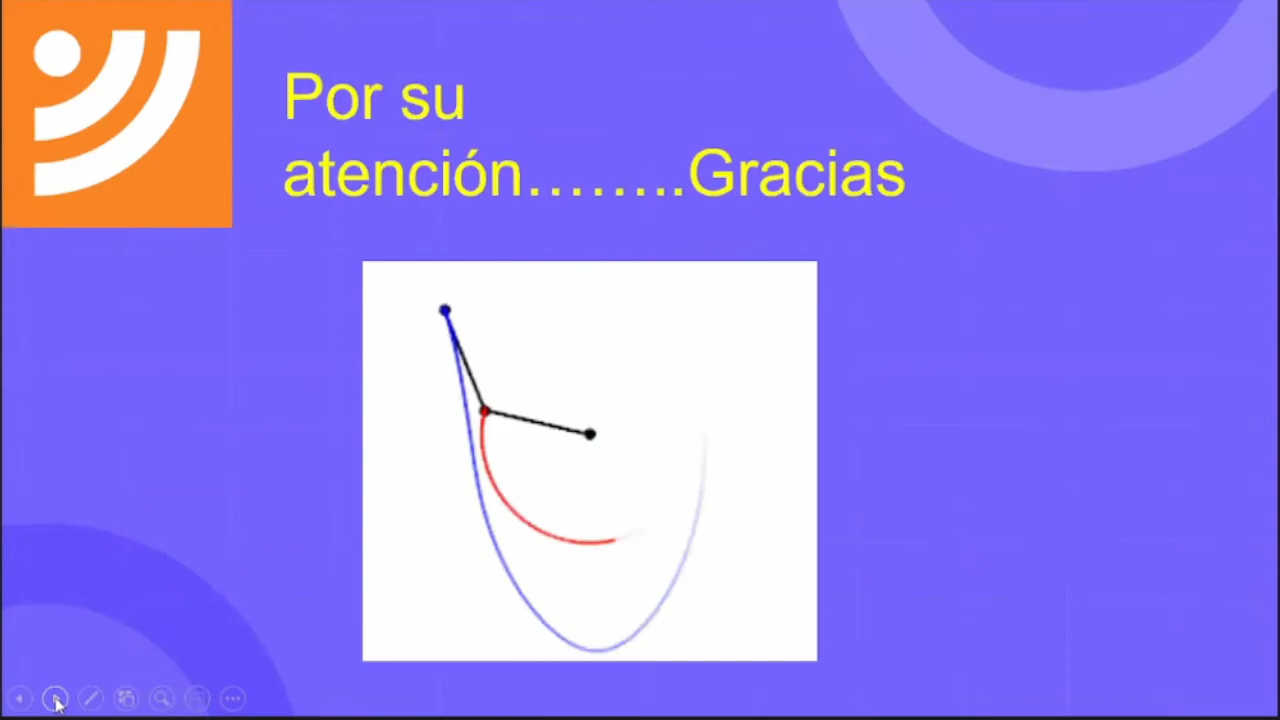 Por su
atención........Gracias